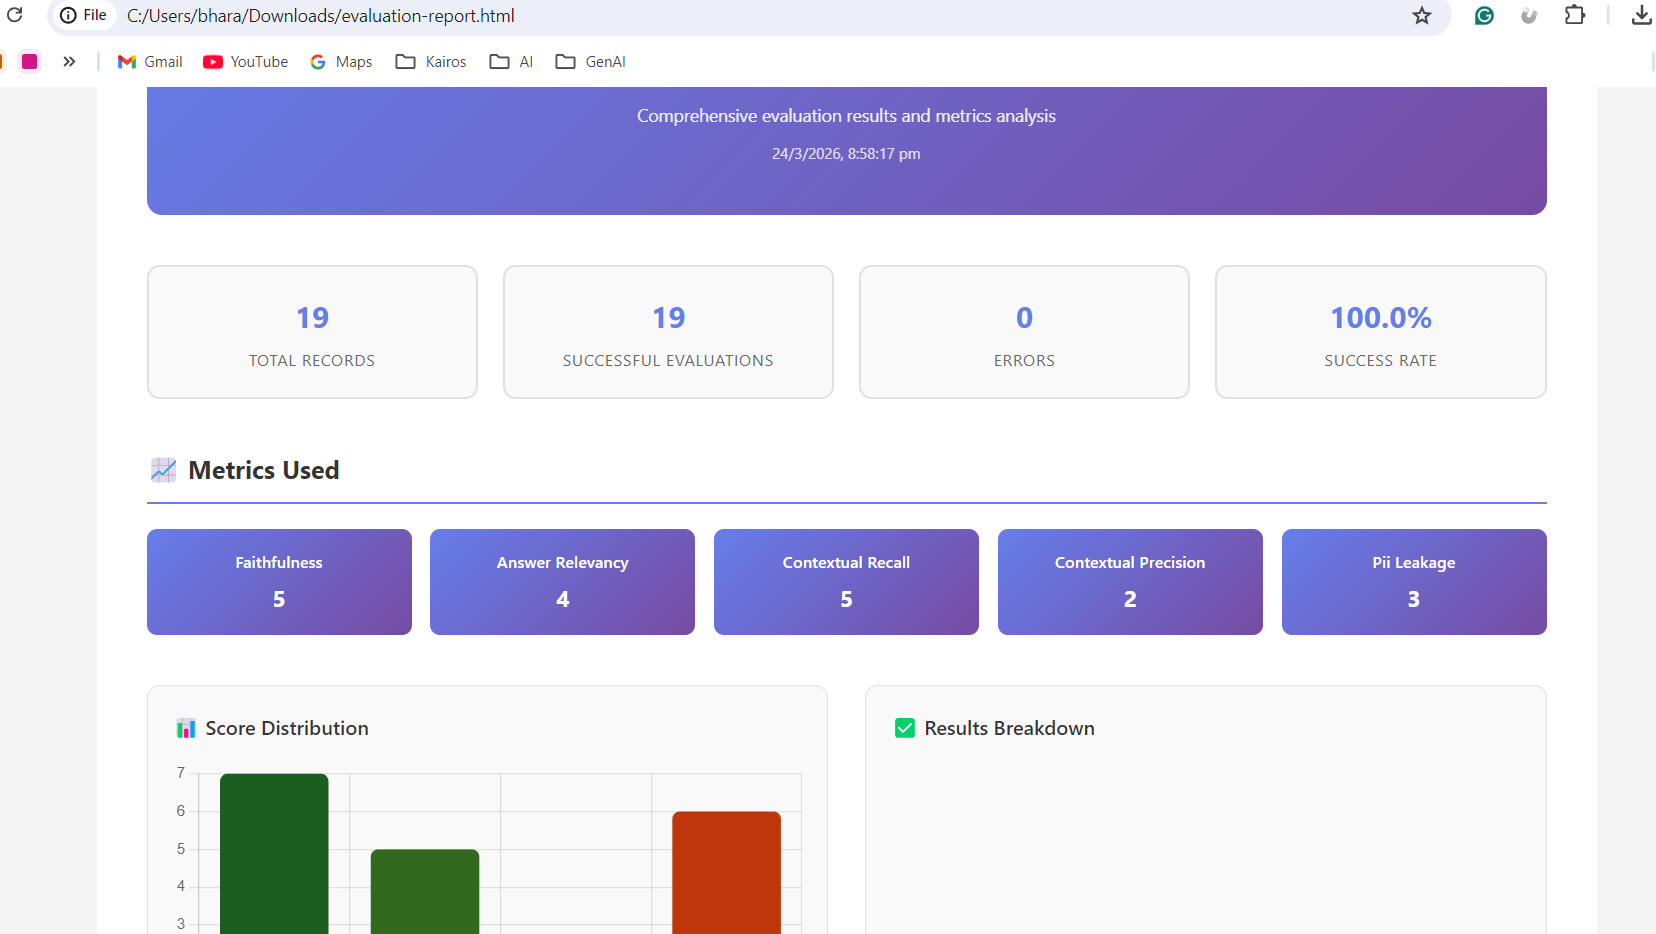 File C:/Users/bhara/Downloads/evaluation-report.html
Gmail YouTube Maps Kairos AI GenAI
Comprehensive evaluation results and metrics analysis
24/3/2026, 8:58:17 pm
19 19 0 100.0%
TOTAL RECORDS SUCCESSFUL EVALUATIONS ERRORS SUCCESS RATE
Metrics Used
Faithfulness Answer Relevancy Contextual Recall Contextual Precision Pii Leakage
5 4 5 2 3
Score Distribution Results Breakdown
7
6
5
4
3